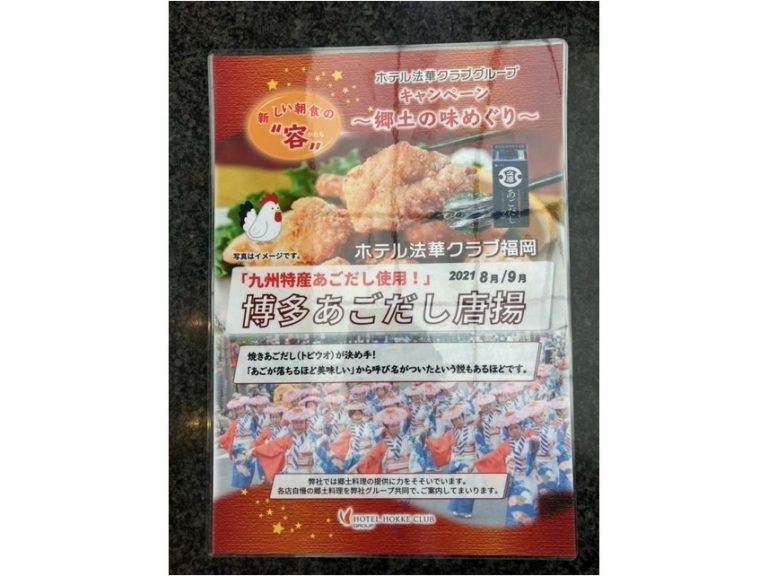 ホテル法華クラブグループ
キャンペーン
～郷土の味めぐり～
新しい朝食の
“容”
かたち
あごだし
写真はイメージです。
ホテル法華クラブ福岡
「九州特産あごだし使用！」
2021 8月/9月
博多あごだし唐揚
焼きあごだし(トビウオ)が決め手！
「あごが落ちるほど美味しい」から呼び名がついたという説もあるほどです。
弊社では郷土料理の提供に力をそそいでいます。
各店自慢の郷土料理を弊社グループ共同で、ご案内してまいります。
HOTEL HOKKE CLUB
GROUP